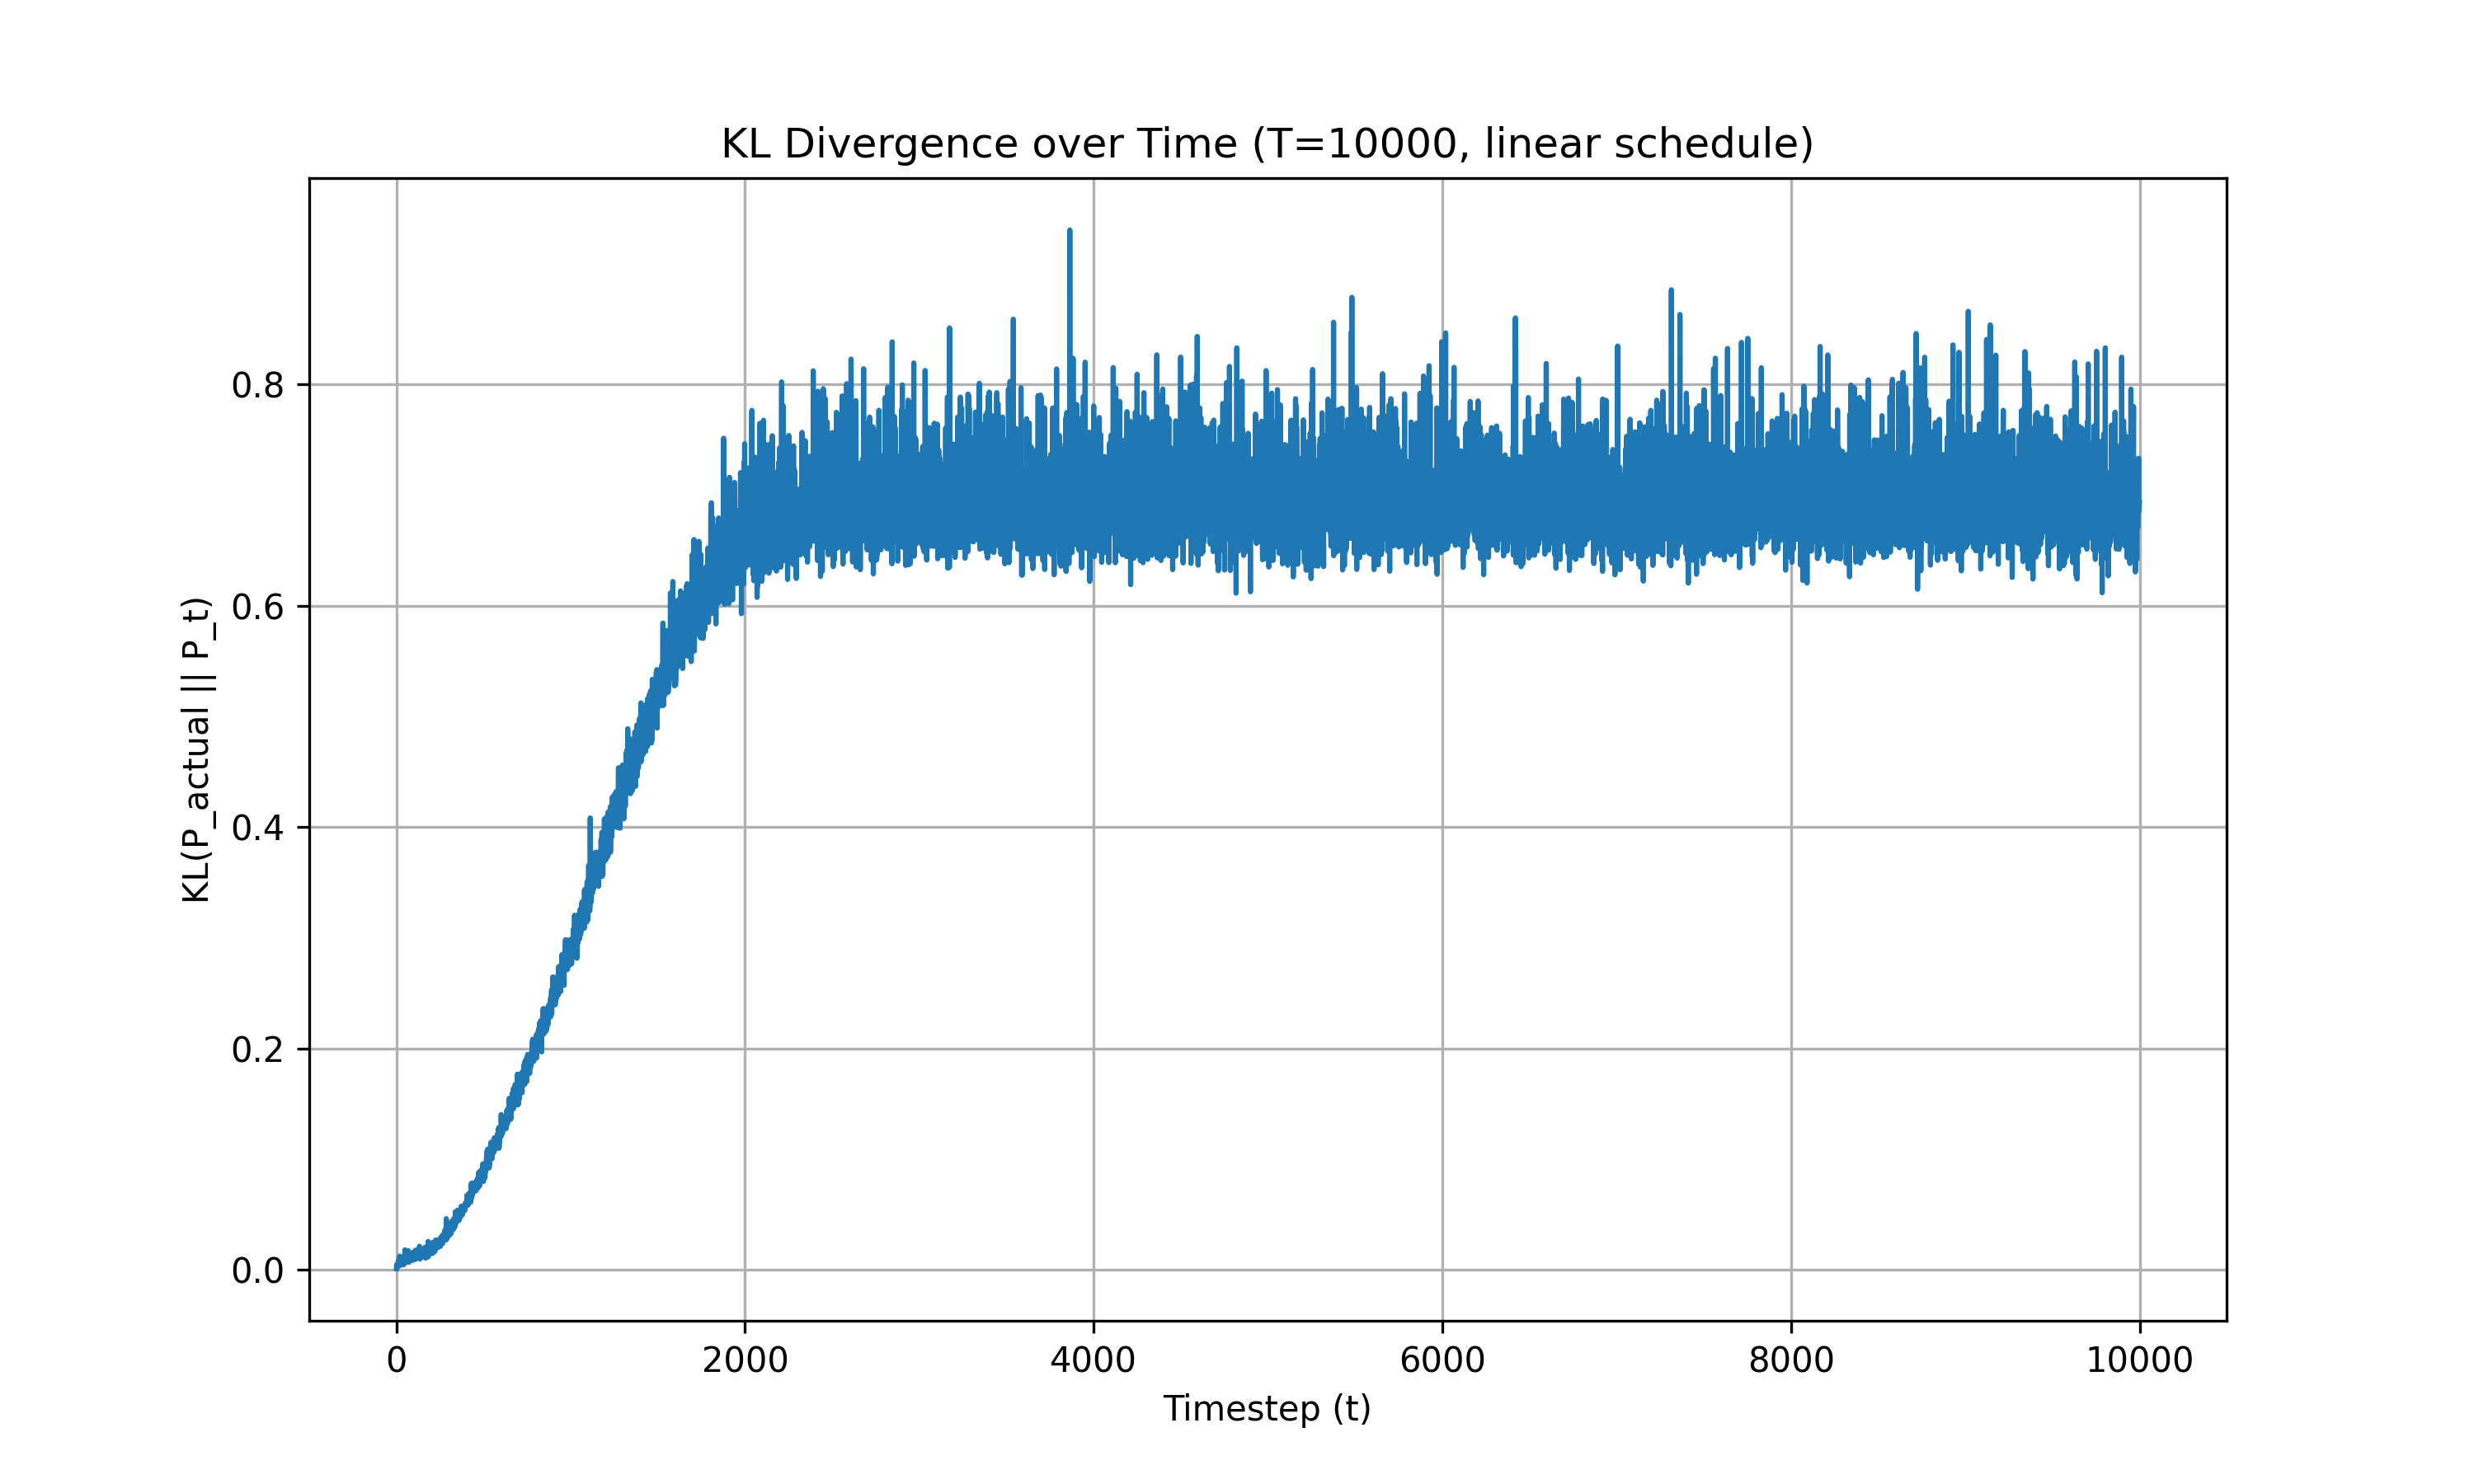 KL Divergence over Time (T=10000, linear schedule)
KL(P_actual || P_t)
0.8
0.6
0.4
0.2
0.0
0 2000 4000 6000 8000 10000
Timestep (t)